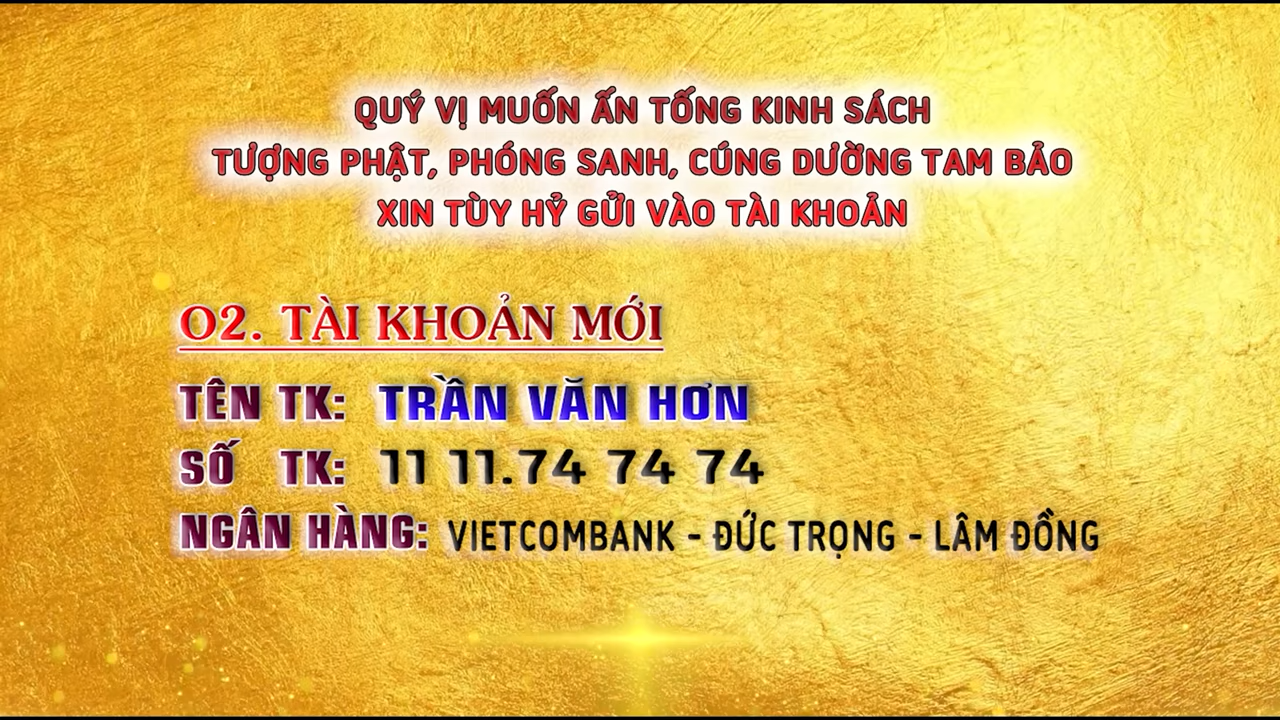 QUÝ VỊ MUỐN ẤN TỐNG KINH SÁCH
TƯỢNG PHẬT, PHÓNG SANH, CÚNG DƯỜNG TAM BẢO
XIN TÙY HỶ GỬI VÀO TÀI KHOẢN
02. TÀI KHOẢN MỚI
TÊN TK: TRẦN VĂN HƠN
SỐ TK: 11 11.74 74 74
NGÂN HÀNG: VIETCOMBANK - ĐỨC TRỌNG - LÂM ĐỒNG